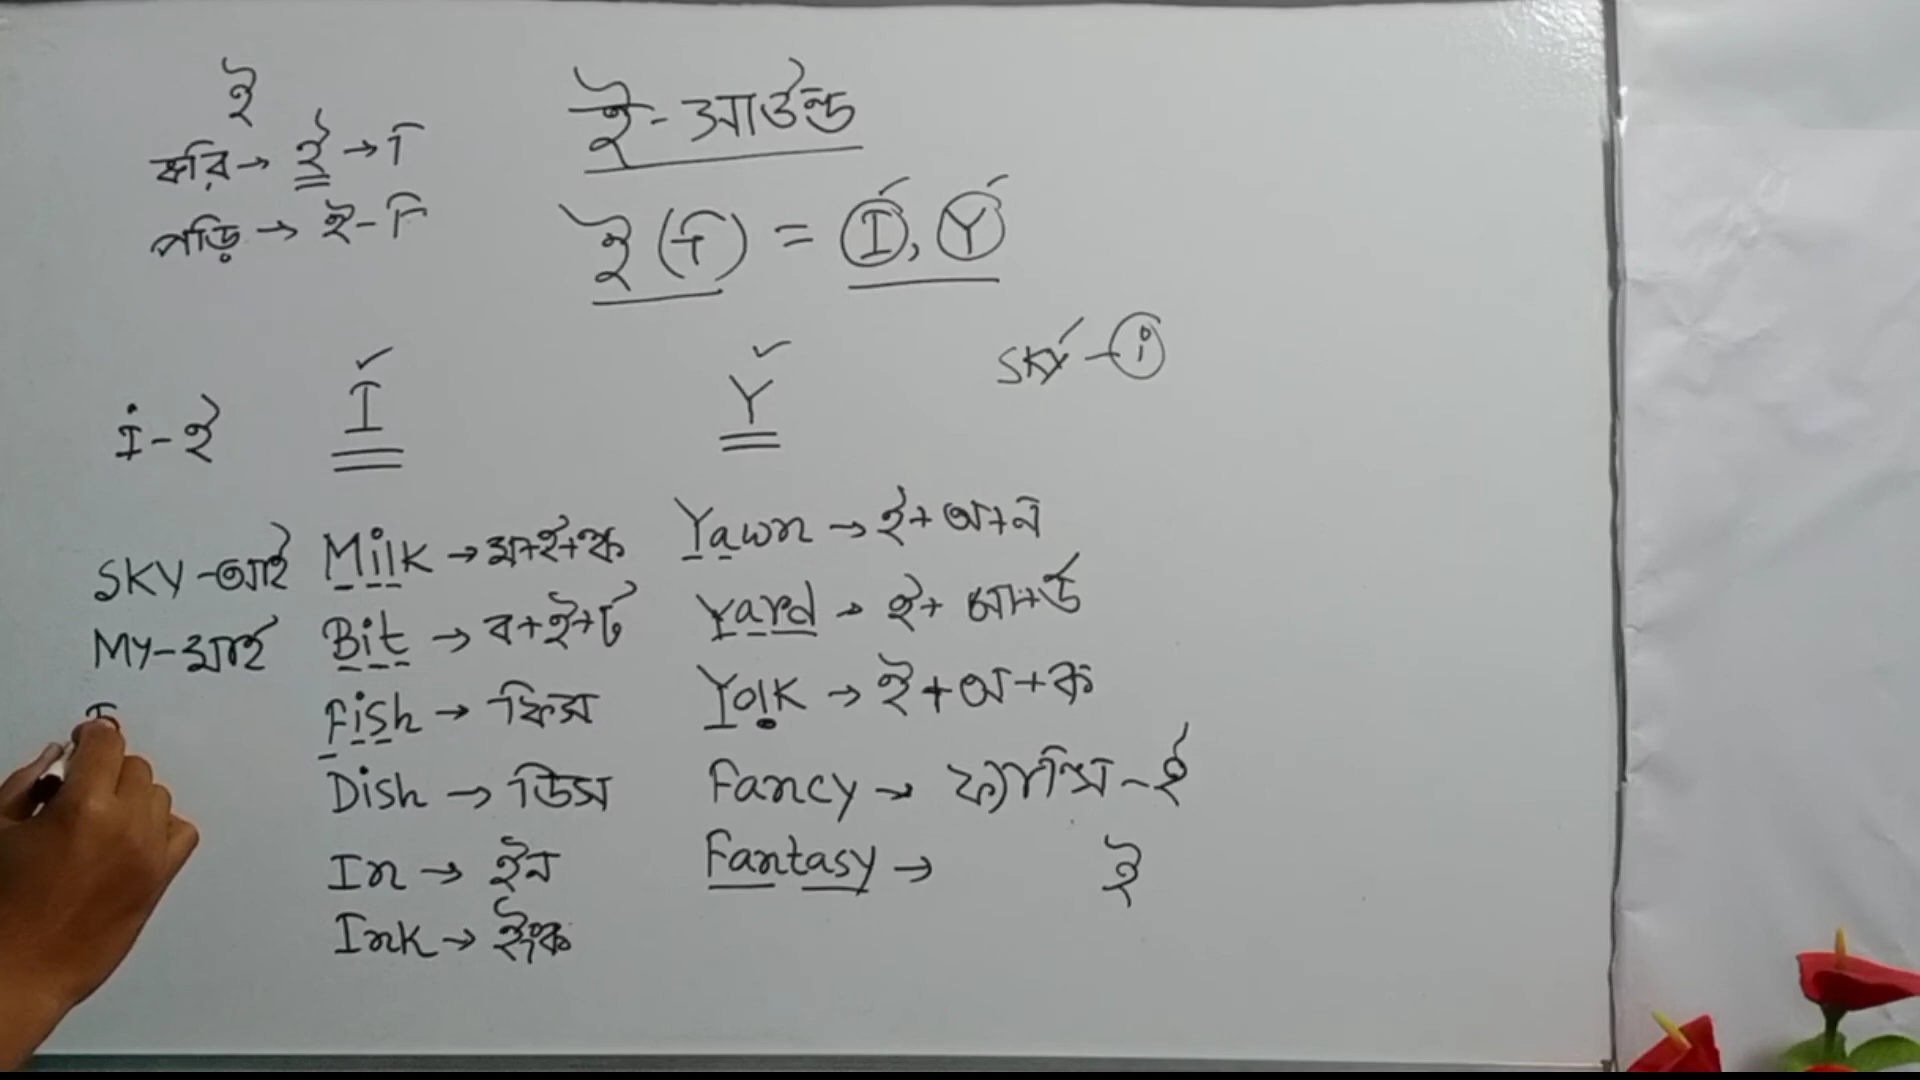 ই
ই-সাউন্ড
করি → ই → ি
পড়ি → ই - ি
ই (ি) = I, Y
SKY - i
I - ই
I
Y
SKY - আই
Milk → ম+ই+ল্ক
Yawn → ই+অ+ন
MY - মাই
Bit → ব+ই+ট
Yard → ই+আ+র্ড
Fish → ফিস
Yolk → ই+অ+ক
Dish → ডিস
Fancy → ফ্যান্সি - ই
In → ইন
Fantasy → ই
Ink → ইংক